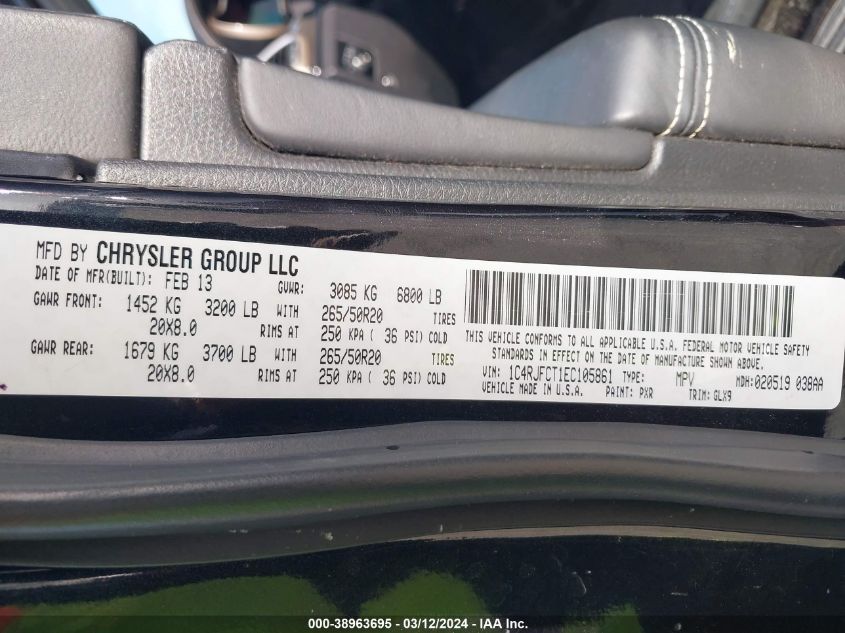 MFD BY CHRYSLER GROUP LLC
DATE OF MFR(BUILT): FEB 13 GVWR: 3085 KG 6800 LB
GAWR FRONT: 1452 KG 3200 LB WITH 265/50R20 TIRES
20X8.0 RIMS AT 250 KPA ( 36 PSI) COLD
GAWR REAR: 1679 KG 3700 LB WITH 265/50R20 TIRES
20X8.0 RIMS AT 250 KPA ( 36 PSI) COLD
THIS VEHICLE CONFORMS TO ALL APPLICABLE U.S.A. FEDERAL MOTOR VEHICLE SAFETY
STANDARDS IN EFFECT ON THE DATE OF MANUFACTURE SHOWN ABOVE.
VIN: 1C4RJFCT1EC105861 TYPE: MPV MDH:020519 038AA
VEHICLE MADE IN U.S.A. PAINT: PXR TRIM: GLX9
000-38963695 - 03/12/2024 - IAA Inc.